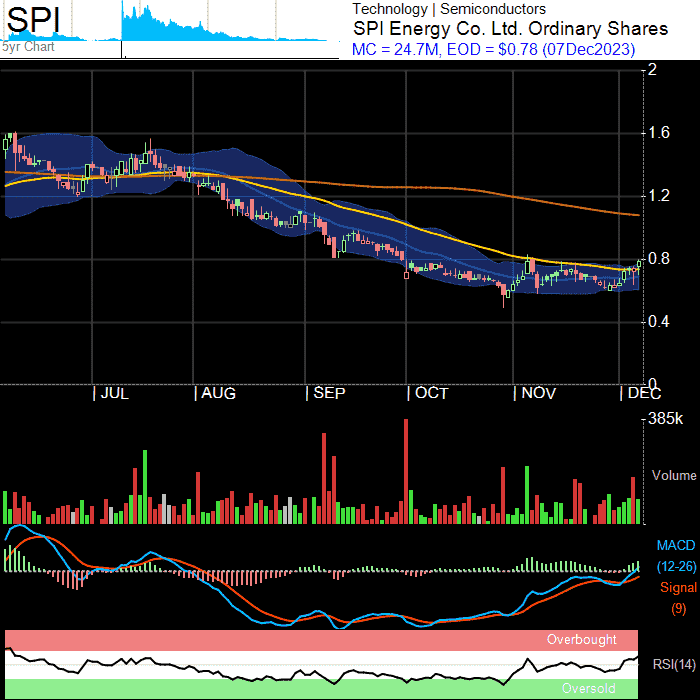 SPI
5yr Chart
Technology | Semiconductors
SPI Energy Co. Ltd. Ordinary Shares
MC = 24.7M, EOD = $0.78 (07Dec2023)
2
1.6
1.2
0.8
0.4
0
| JUL | AUG | SEP | OCT | NOV | DEC
385k
Volume
MACD
(12-26)
Signal
(9)
Overbought
RSI(14)
Oversold